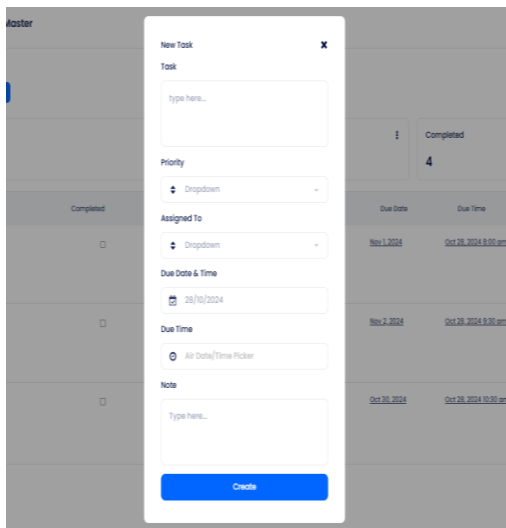 Master
New Task X
Task
type here...
Priority
Dropdown
Assigned To
Dropdown
Due Date & Time
28/10/2024
Due Time
Air Date/Time Picker
Note
Type here...
Create
Completed
4
Completed Due Date Due Time
Nov 1, 2024 Oct 28, 2024 8:00 am
Nov 2, 2024 Oct 28, 2024 9:30 am
Oct 30, 2024 Oct 28, 2024 10:30 am